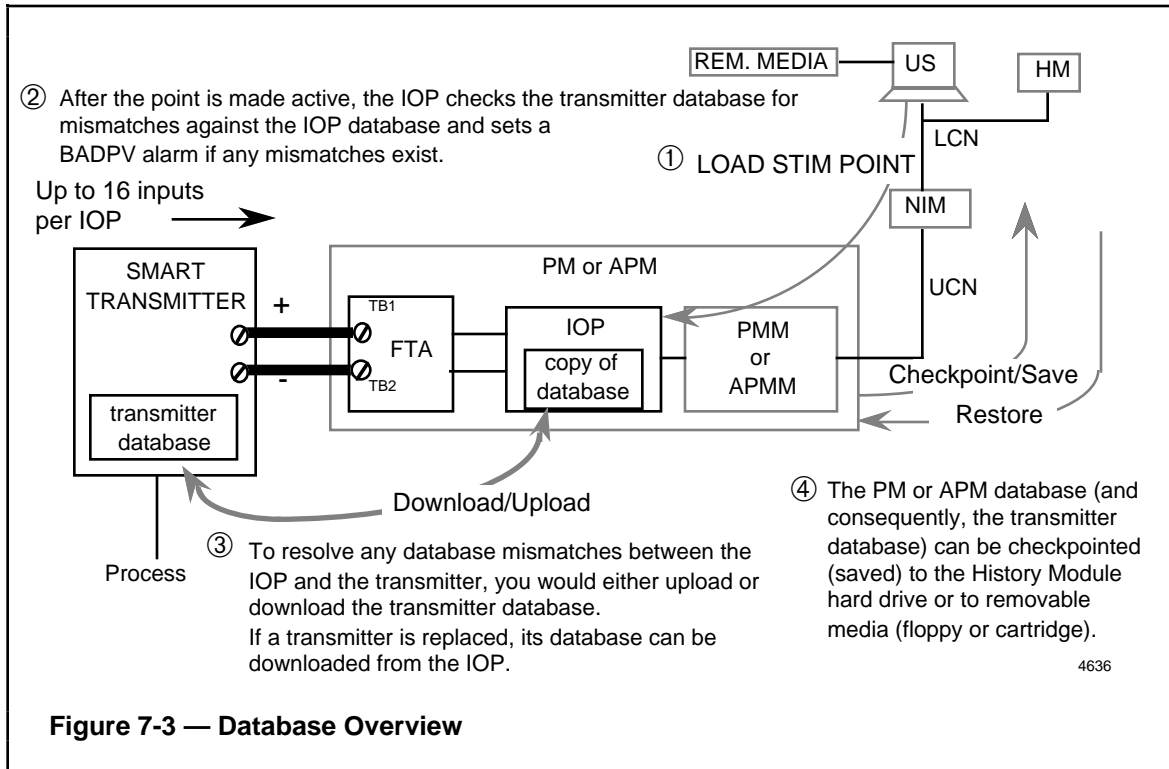 REM. MEDIA
US
HM
② After the point is made active, the IOP checks the transmitter database for
mismatches against the IOP database and sets a
BADPV alarm if any mismatches exist.
LCN
① LOAD STIM POINT
Up to 16 inputs
per IOP
NIM
SMART
TRANSMITTER
PM or APM
UCN
+
-
TB1
FTA
TB2
IOP
copy of
database
PMM
or
APMM
transmitter
database
Checkpoint/Save
Restore
Download/Upload
Process
③ To resolve any database mismatches between the
IOP and the transmitter, you would either upload or
download the transmitter database.
If a transmitter is replaced, its database can be
downloaded from the IOP.
④ The PM or APM database (and
consequently, the transmitter
database) can be checkpointed
(saved) to the History Module
hard drive or to removable
media (floppy or cartridge).
4636
Figure 7-3 — Database Overview